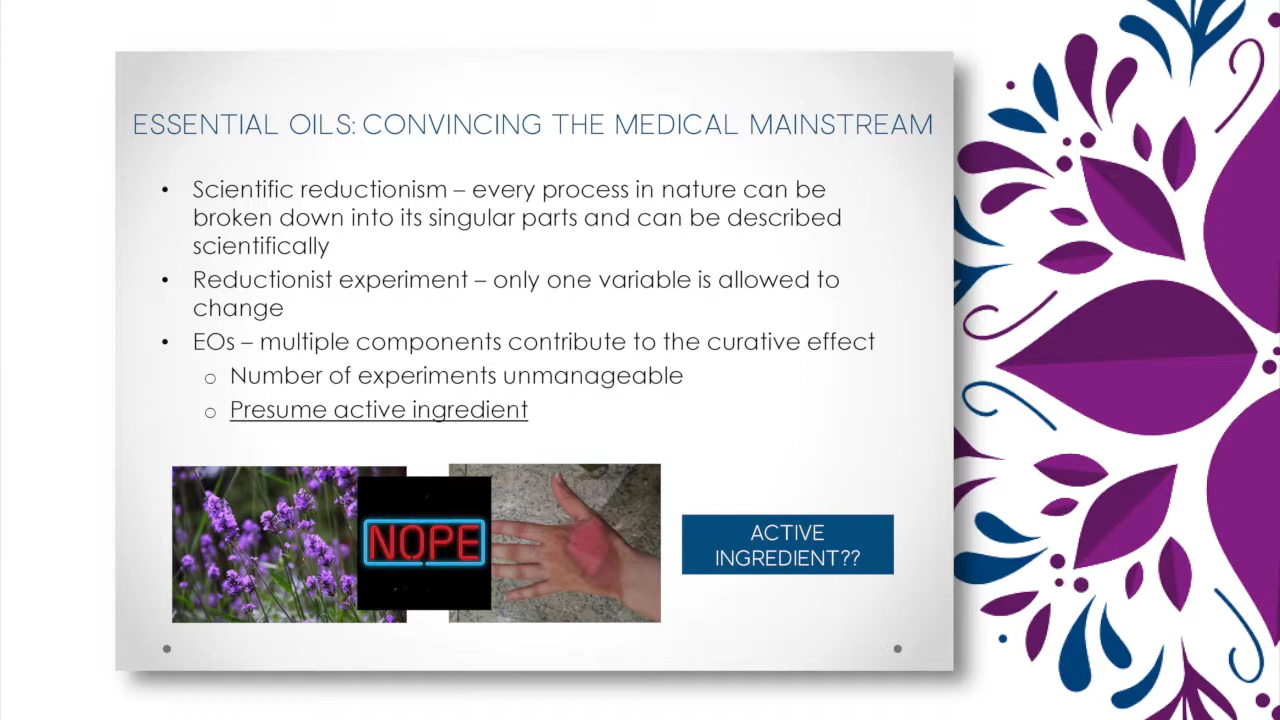 ESSENTIAL OILS: CONVINCING THE MEDICAL MAINSTREAM
• Scientific reductionism – every process in nature can be
broken down into its singular parts and can be described
scientifically
• Reductionist experiment – only one variable is allowed to
change
• EOs – multiple components contribute to the curative effect
o Number of experiments unmanageable
o Presume active ingredient
NOPE
ACTIVE
INGREDIENT??